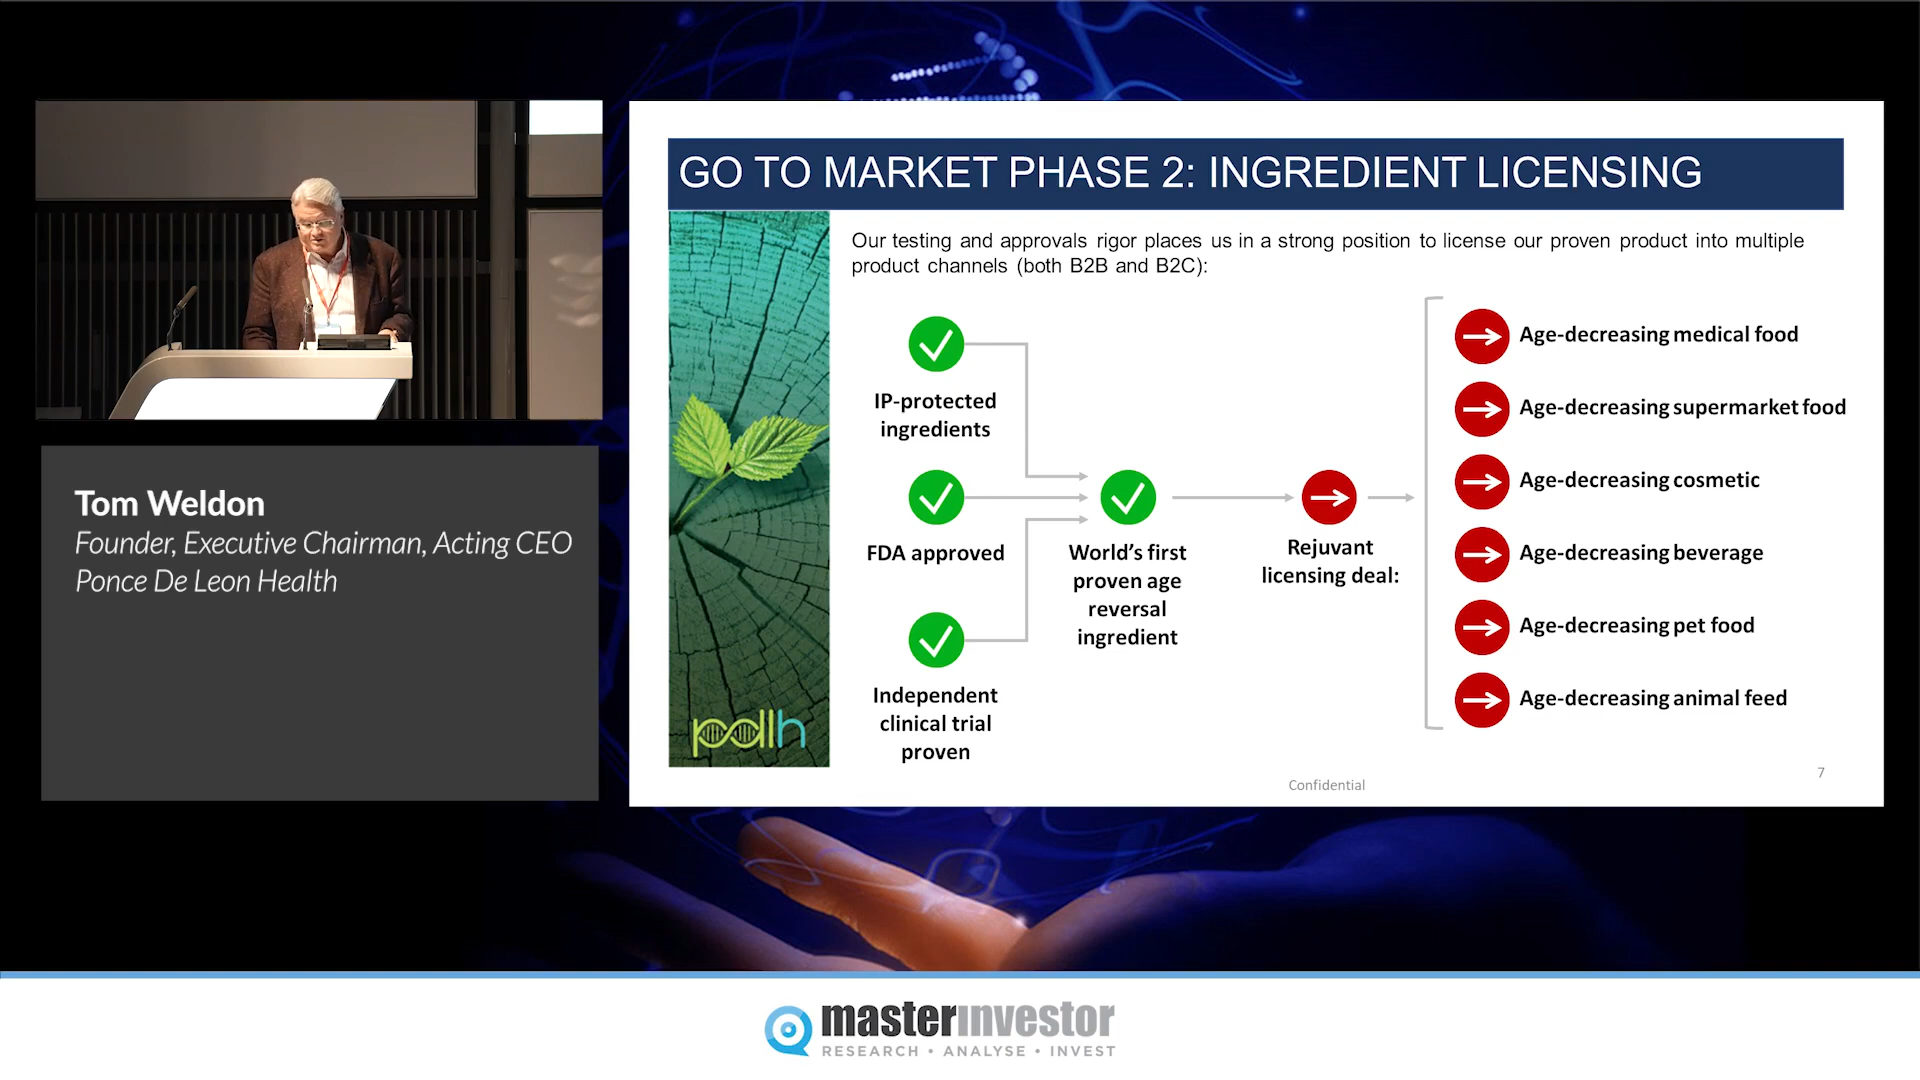 Tom Weldon
Founder, Executive Chairman, Acting CEO
Ponce De Leon Health
GO TO MARKET PHASE 2: INGREDIENT LICENSING
Our testing and approvals rigor places us in a strong position to license our proven product into multiple
product channels (both B2B and B2C):
IP-protected
ingredients
FDA approved
Independent
clinical trial
proven
World's first
proven age
reversal
ingredient
Rejuvant
licensing deal:
Age-decreasing medical food
Age-decreasing supermarket food
Age-decreasing cosmetic
Age-decreasing beverage
Age-decreasing pet food
Age-decreasing animal feed
pdlh
Confidential
7
masterinvestor
RESEARCH • ANALYSE • INVEST